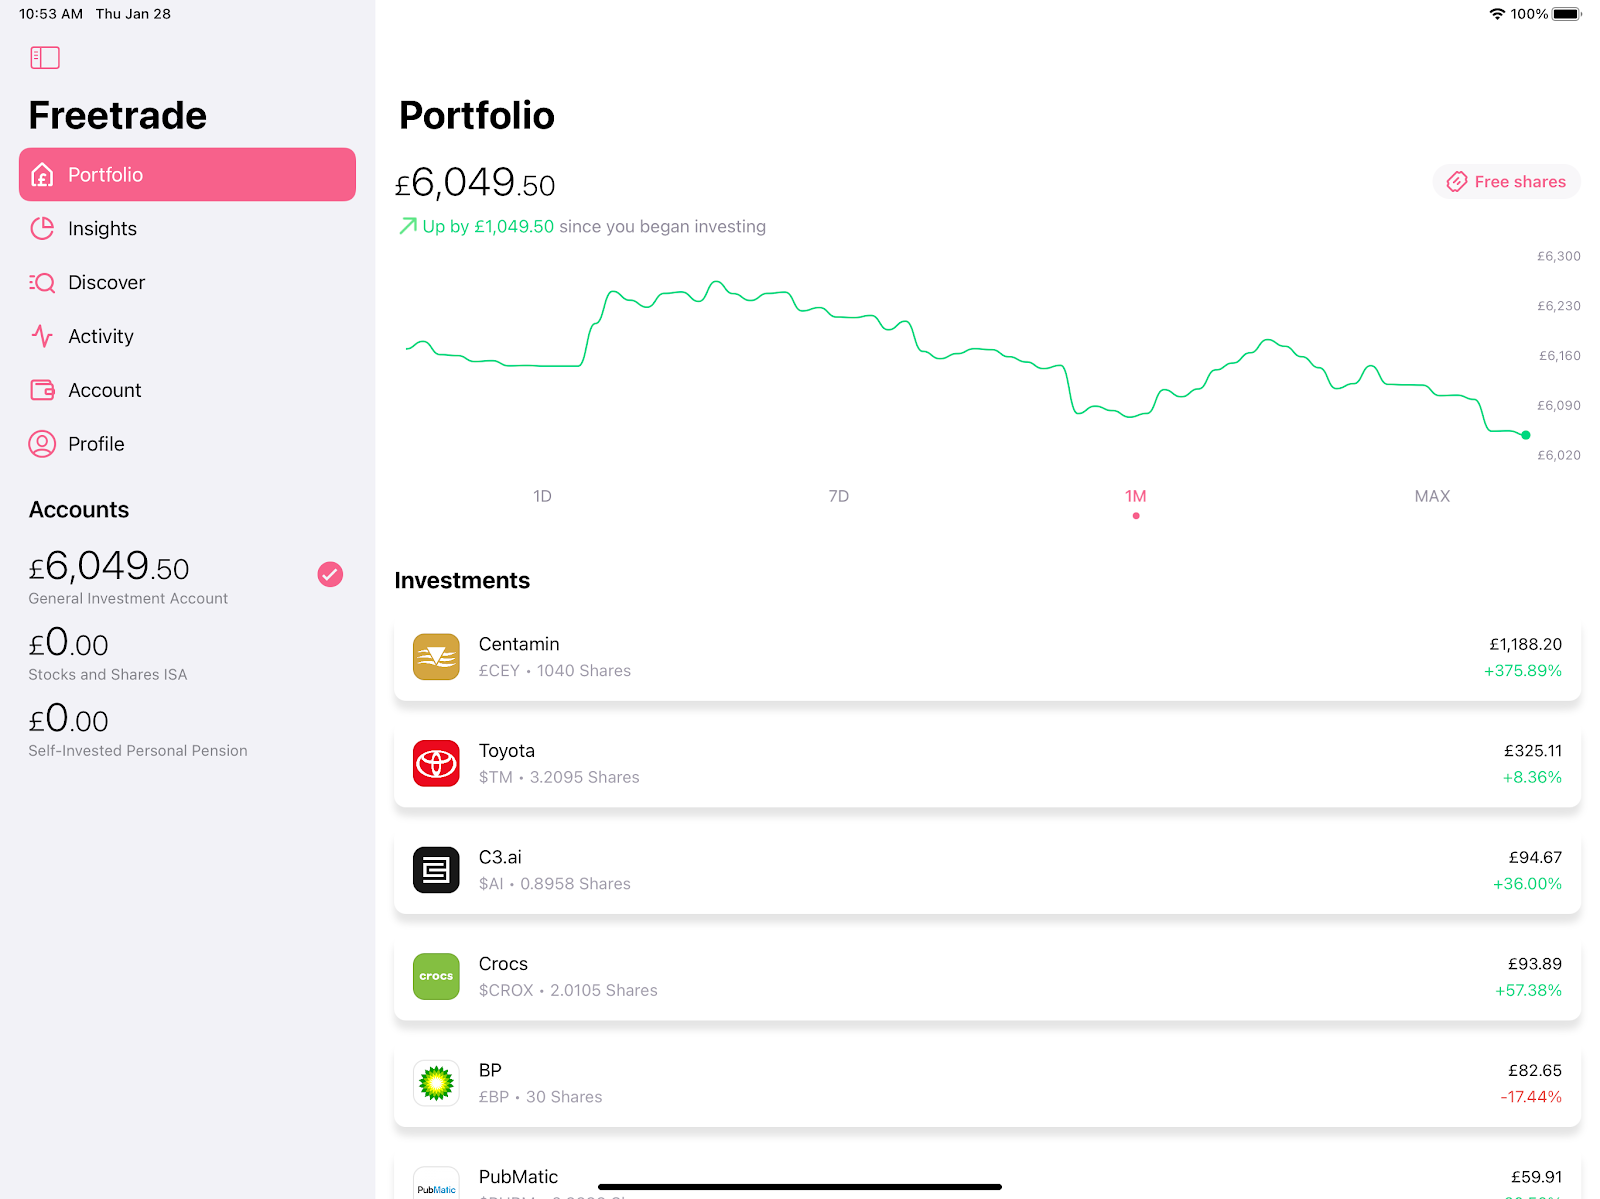 10:53 AM Thu Jan 28
100%
Freetrade
Portfolio
Insights
Discover
Activity
Account
Profile
Accounts
£6,049.50
General Investment Account
£0.00
Stocks and Shares ISA
£0.00
Self-Invested Personal Pension
Portfolio
£6,049.50
Free shares
Up by £1,049.50 since you began investing
£6,300
£6,230
£6,160
£6,090
£6,020
1D 7D 1M MAX
Investments
Centamin £1,188.20
£CEY • 1040 Shares +375.89%
Toyota £325.11
$TM • 3.2095 Shares +8.36%
C3.ai £94.67
$AI • 0.8958 Shares +36.00%
crocs
Crocs £93.89
$CROX • 2.0105 Shares +57.38%
BP £82.65
£BP • 30 Shares -17.44%
PubMatic
PubMatic £59.91